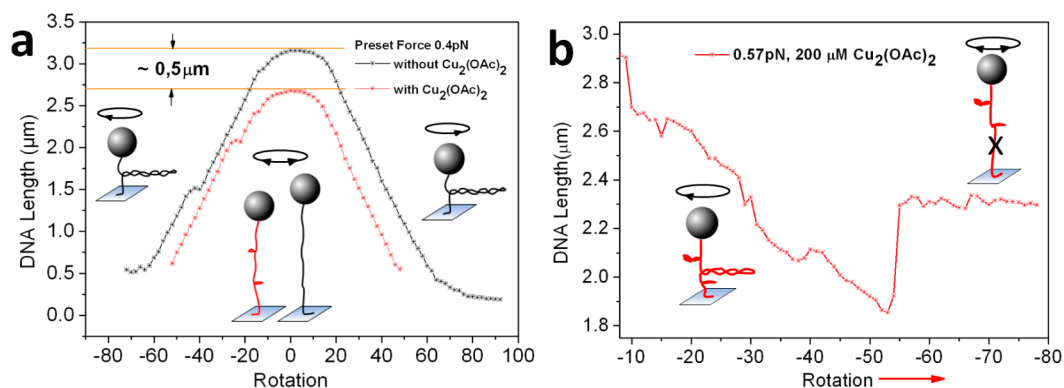 a
3.5
3.0
2.5
2.0
1.5
1.0
0.5
0.0
DNA Length (µm)
~ 0,5µm
Preset Force 0.4pN
without Cu2(OAc)2
with Cu2(OAc)2
-80 -60 -40 -20 0 20 40 60 80 100
Rotation
b
3.0
2.8
2.6
2.4
2.2
2.0
1.8
DNA Length(µm)
0.57pN, 200 µM Cu2(OAc)2
X
-10 -20 -30 -40 -50 -60 -70 -80
Rotation